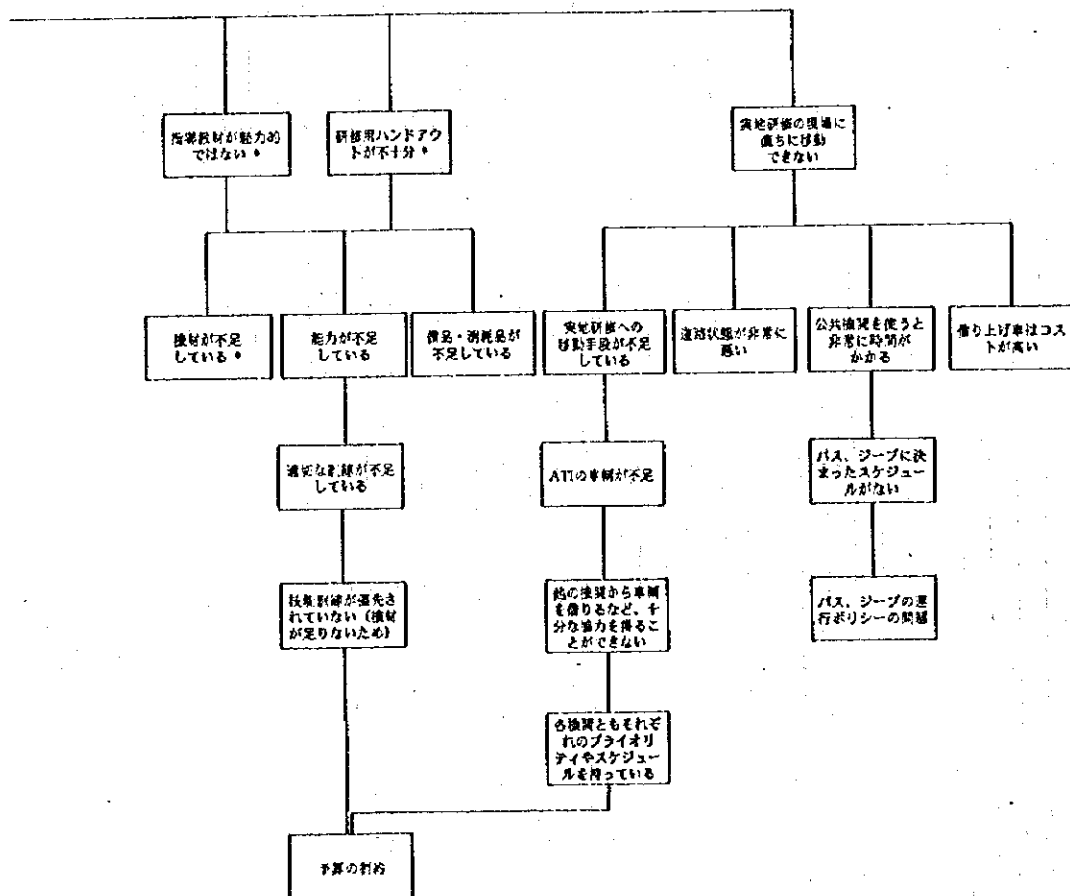 指導教材が魅力的
ではない *
研修用ハンドアウ
トが不十分 *
実地研修の現場に
直ちに移動
できない
機材が不足
している *
能力が不足
している
備品・消耗品が
不足している
実地研修への
移動手段が不足
している
道路状態が非常に
悪い
公共機関を使うと
非常に時間が
かかる
借り上げ車はコス
トが高い
適切な訓練が不足
している
ATIの車輌が不足
バス、ジープに決
まったスケジュー
ルがない
技術訓練が優先さ
れていない（機材
が足りないため）
他の機関から車輌
を借りるなど、十
分な協力を得るこ
とができない
バス、ジープの運
行ポリシーの問題
各機関ともそれぞ
れのプライオリ
ティやスケジュー
ルを持っている
予算の制約